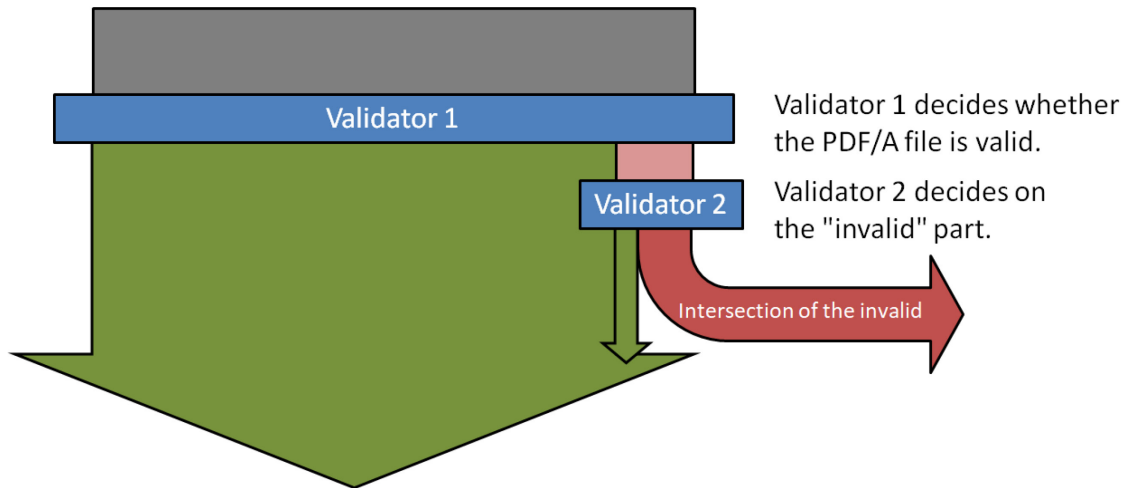 Validator 1
Validator 1 decides whether
the PDF/A file is valid.
Validator 2
Validator 2 decides on
the "invalid" part.
Intersection of the invalid